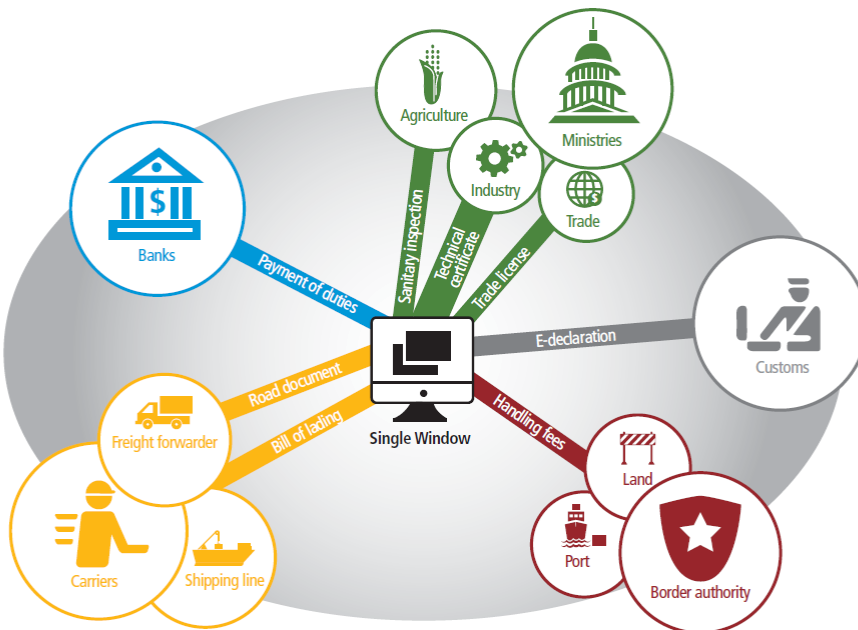 Agriculture
Ministries
Industry
Trade
$
Banks
$
Sanitary inspection
Technical
certificate
Trade license
Payment of duties
E-declaration
Customs
Road document
Bill of lading
Handling fees
Single Window
Freight forwarder
Land
Port
Border authority
Carriers
Shipping line